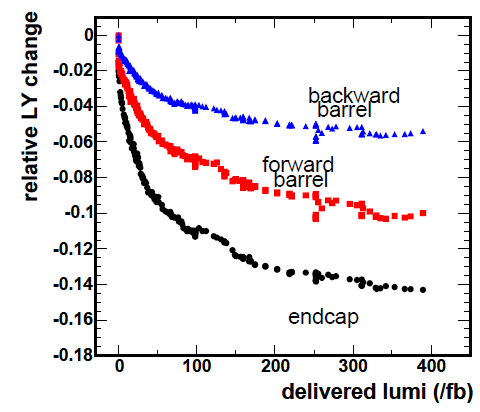 relative LY change
0
-0.02
-0.04
-0.06
-0.08
-0.1
-0.12
-0.14
-0.16
-0.18
backward
barrel
forward
barrel
endcap
0
100
200
300
400
delivered lumi (/fb)